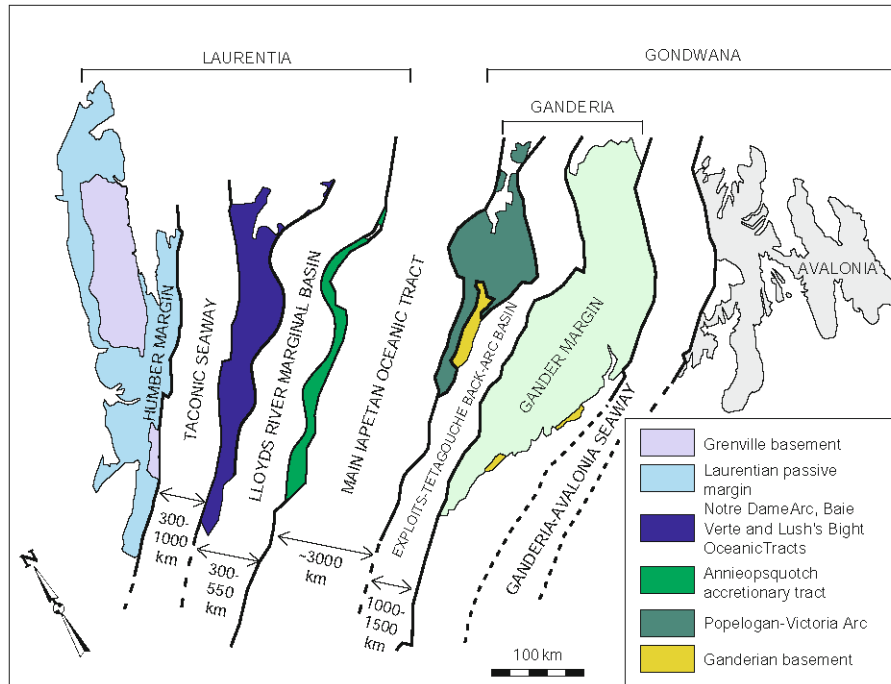 LAURENTIA
GONDWANA
GANDERIA
HUMBER MARGIN
TACONIC SEAWAY
LLOYDS RIVER MARGINAL BASIN
MAIN IAPETAN OCEANIC TRACT
EXPLOITS-TETAGOUCHE BACK-ARC BASIN
GANDER MARGIN
GANDERIA-AVALONIA SEAWAY
AVALONIA
300-
1000
km
300-
550
km
~3000 km
1000-
1500
km
N
100 km
Grenville basement
Laurentian passive
margin
Notre DameArc, Baie
Verte and Lush's Bight
OceanicTracts
Annieopsquotch
accretionary tract
Popelogan-Victoria Arc
Ganderian basement